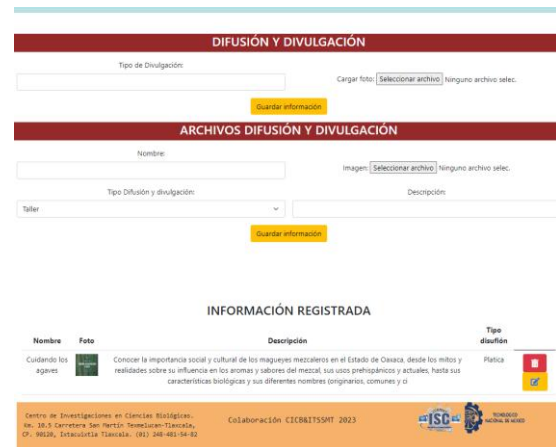 DIFUSIÓN Y DIVULGACIÓN
Tipo de Divulgación:
Cargar foto: Seleccionar archivo Ninguno archivo selec.
Guardar información
ARCHIVOS DIFUSIÓN Y DIVULGACIÓN
Nombre:
Imagen: Seleccionar archivo Ninguno archivo selec.
Tipo Difusión y divulgación:
Descripción:
Taller
Guardar información
INFORMACIÓN REGISTRADA
Nombre Foto Descripción Tipo disufión
Cuidando los agaves
Conocer la importancia social y cultural de los magueyes mezcaleros en el Estado de Oaxaca, desde los mitos y
realidades sobre su influencia en los aromas y sabores del mezcal, sus usos prehispánicos y actuales, hasta sus
características biológicas y sus diferentes nombres (originarios, comunes y ci
Platica
Centro de Investigaciones en Ciencias Biológicas.
Km. 10.5 Carretera San Martín Texmelucan-Tlaxcala,
CP. 90120, Ixtacuixtla Tlaxcala. (01) 248-481-54-82
Colaboración CICB&ITSSMT 2023
ISC
TECNOLÓGICO
NACIONAL DE MÉXICO